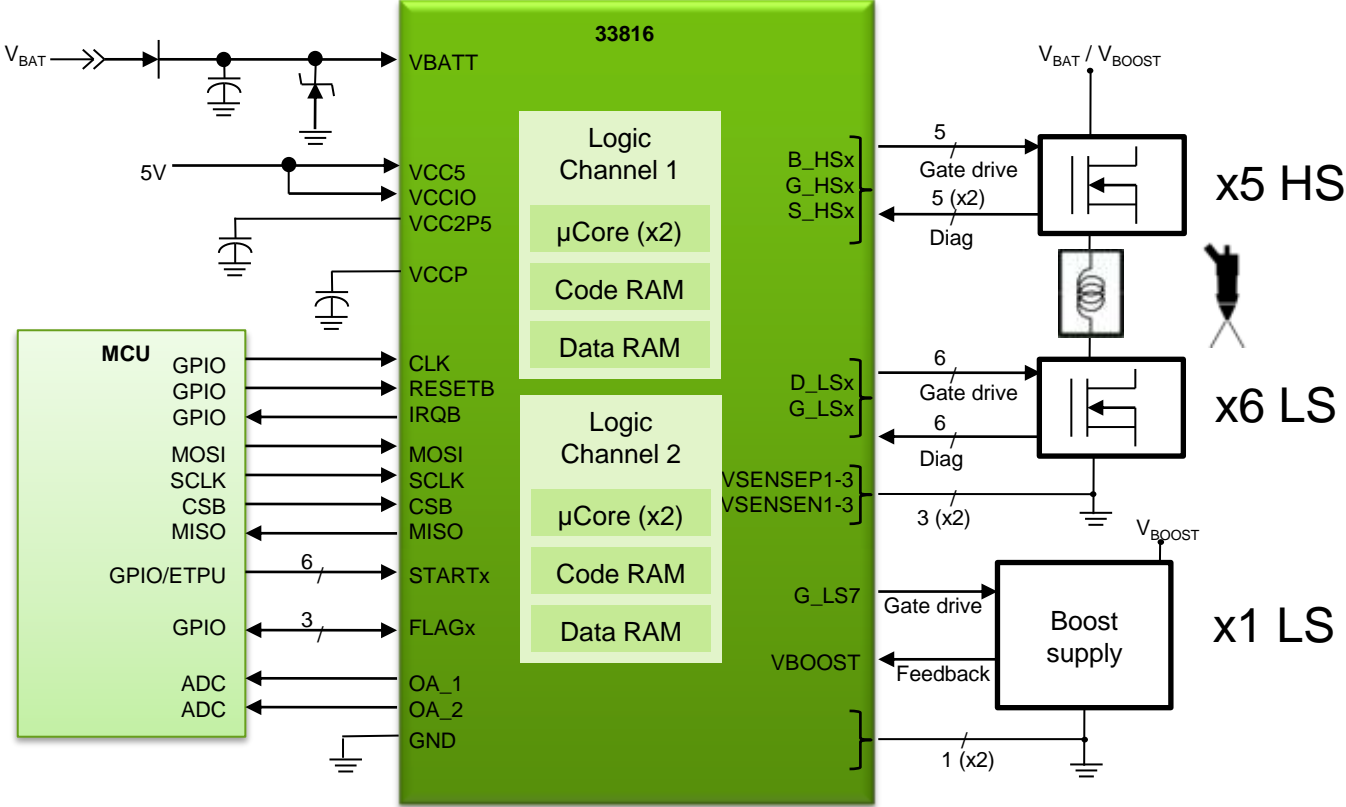 33816
V_BAT
VBATT
5V
VCC5
VCCIO
VCC2P5
VCCP
MCU
GPIO
CLK
GPIO
RESETB
GPIO
IRQB
MOSI
MOSI
SCLK
SCLK
CSB
CSB
MISO
MISO
GPIO/ETPU
6
STARTx
GPIO
3
FLAGx
ADC
OA_1
ADC
OA_2
GND
Logic
Channel 1
µCore (x2)
Code RAM
Data RAM
Logic
Channel 2
µCore (x2)
Code RAM
Data RAM
B_HSx
G_HSx
S_HSx
5
Gate drive
5 (x2)
Diag
V_BAT / V_BOOST
x5 HS
D_LSx
G_LSx
6
Gate drive
6
Diag
x6 LS
VSENSEP1-3
VSENSEN1-3
3 (x2)
V_BOOST
G_LS7
Gate drive
VBOOST
Feedback
Boost
supply
x1 LS
1 (x2)